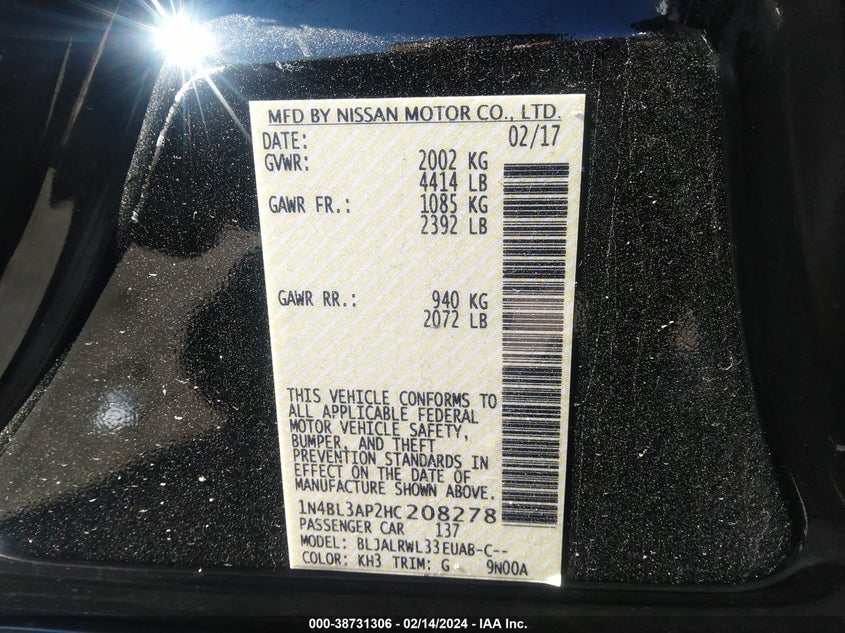 MFD BY NISSAN MOTOR CO., LTD.
DATE: 02/17
GVWR: 2002 KG
4414 LB
GAWR FR.: 1085 KG
2392 LB
GAWR RR.: 940 KG
2072 LB
THIS VEHICLE CONFORMS TO
ALL APPLICABLE FEDERAL
MOTOR VEHICLE SAFETY,
BUMPER, AND THEFT
PREVENTION STANDARDS IN
EFFECT ON THE DATE OF
MANUFACTURE SHOWN ABOVE.
1N4BL3AP2HC208278
PASSENGER CAR 137
MODEL: BLJALRWL33EUAB-C--
COLOR: KH3 TRIM: G 9N00A
000-38731306 - 02/14/2024 - IAA Inc.